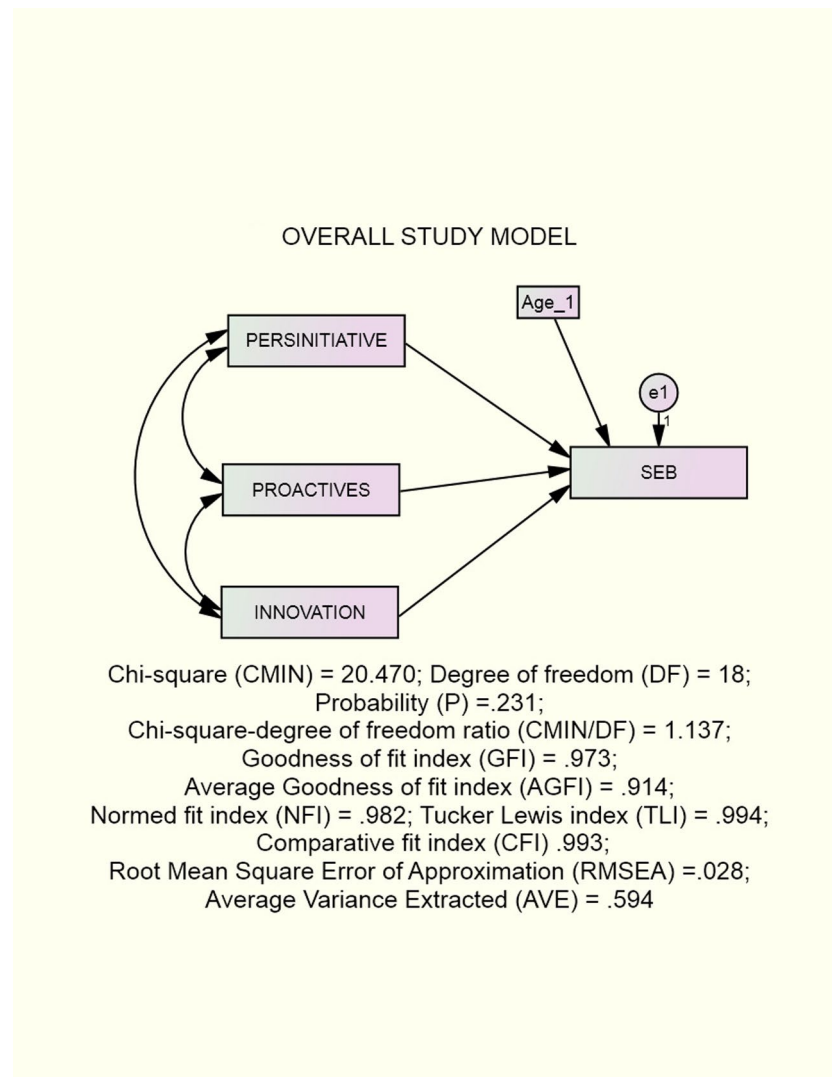 OVERALL STUDY MODEL
Age_1
PERSINITIATIVE
e1
1
SEB
PROACTIVES
INNOVATION
Chi-square (CMIN) = 20.470; Degree of freedom (DF) = 18;
Probability (P) =.231;
Chi-square-degree of freedom ratio (CMIN/DF) = 1.137;
Goodness of fit index (GFI) = .973;
Average Goodness of fit index (AGFI) = .914;
Normed fit index (NFI) = .982; Tucker Lewis index (TLI) = .994;
Comparative fit index (CFI) .993;
Root Mean Square Error of Approximation (RMSEA) =.028;
Average Variance Extracted (AVE) = .594